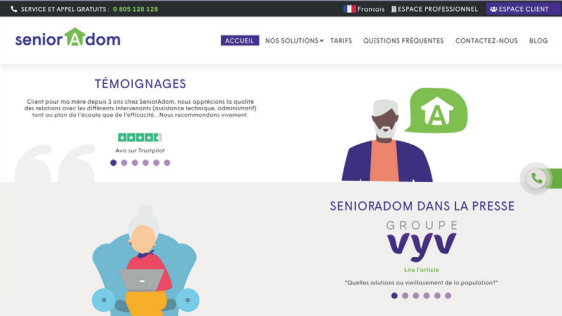 SERVICE ET APPEL GRATUITS : 0 805 128 128
Francais
ESPACE PROFESSIONNEL
ESPACE CLIENT
seniorAdom
ACCUEIL
NOS SOLUTIONS
TARIFS
QUESTIONS FRÉQUENTES
CONTACTEZ-NOUS
BLOG
TÉMOIGNAGES
Client pour ma mère depuis 3 ans chez SeniorAdom, nous apprécions la qualité
des relations avec les différents intervenants (assistance technique, administratif)
tant au plan de l'écoute que de l'efficacité...Nous recommandons vivement.
Avis sur Trustpilot
A
SENIORADOM DANS LA PRESSE
GROUPE
vyv
Lire l'article
"Quelles solutions au vieillissement de la population?"